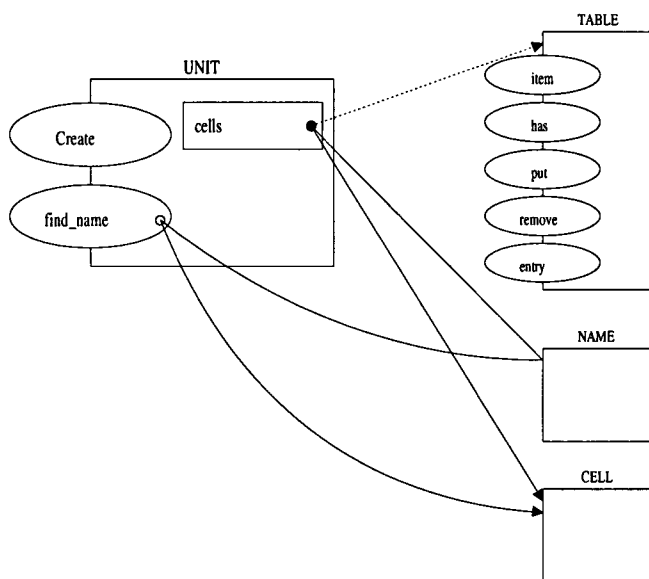 TABLE
UNIT
item
cells
Create
has
put
find_name
remove
entry
NAME
CELL